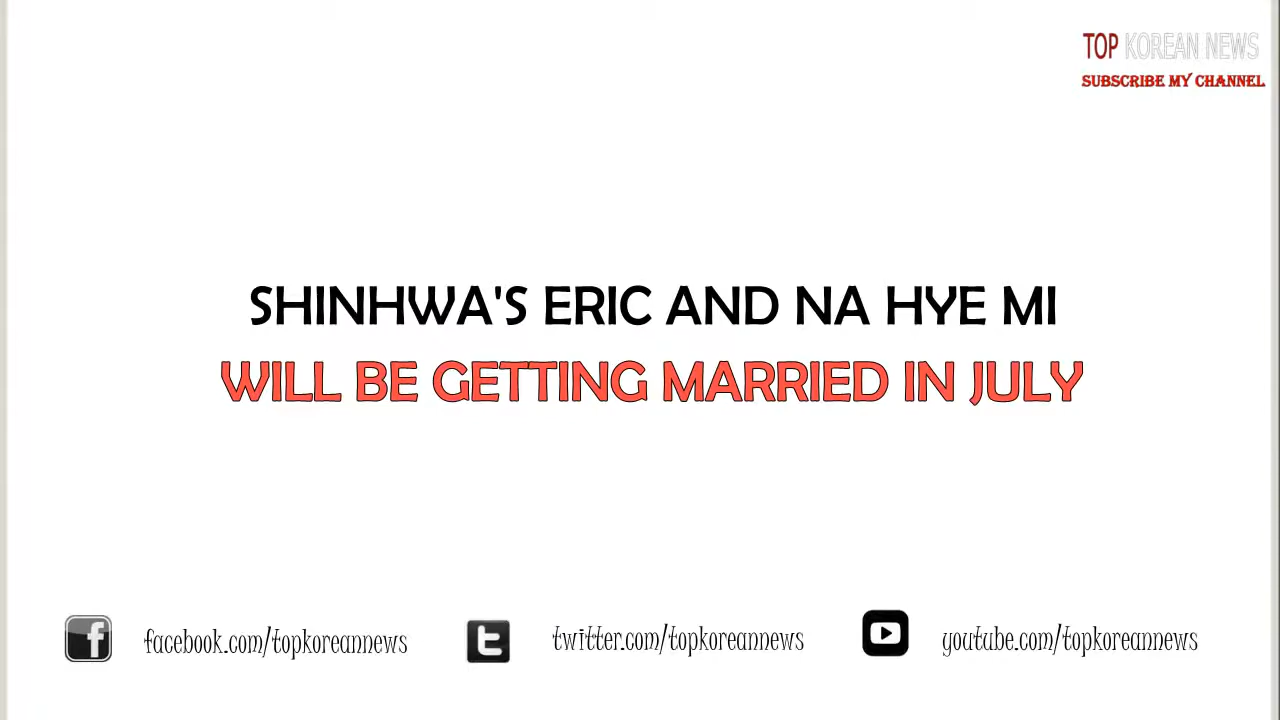 TOP KOREAN NEWS
SUBSCRIBE MY CHANNEL
SHINHWA'S ERIC AND NA HYE MI
WILL BE GETTING MARRIED IN JULY
facebook.com/topkoreannews
twitter.com/topkoreannews
youtube.com/topkoreannews